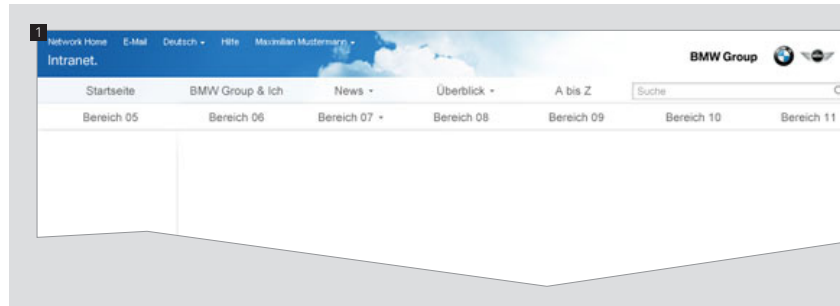 1
Network Home E-Mail Deutsch Hilfe Maximilian Mustermann
Intranet.
BMW Group
Startseite BMW Group & Ich News Überblick A bis Z Suche
Bereich 05 Bereich 06 Bereich 07 Bereich 08 Bereich 09 Bereich 10 Bereich 11